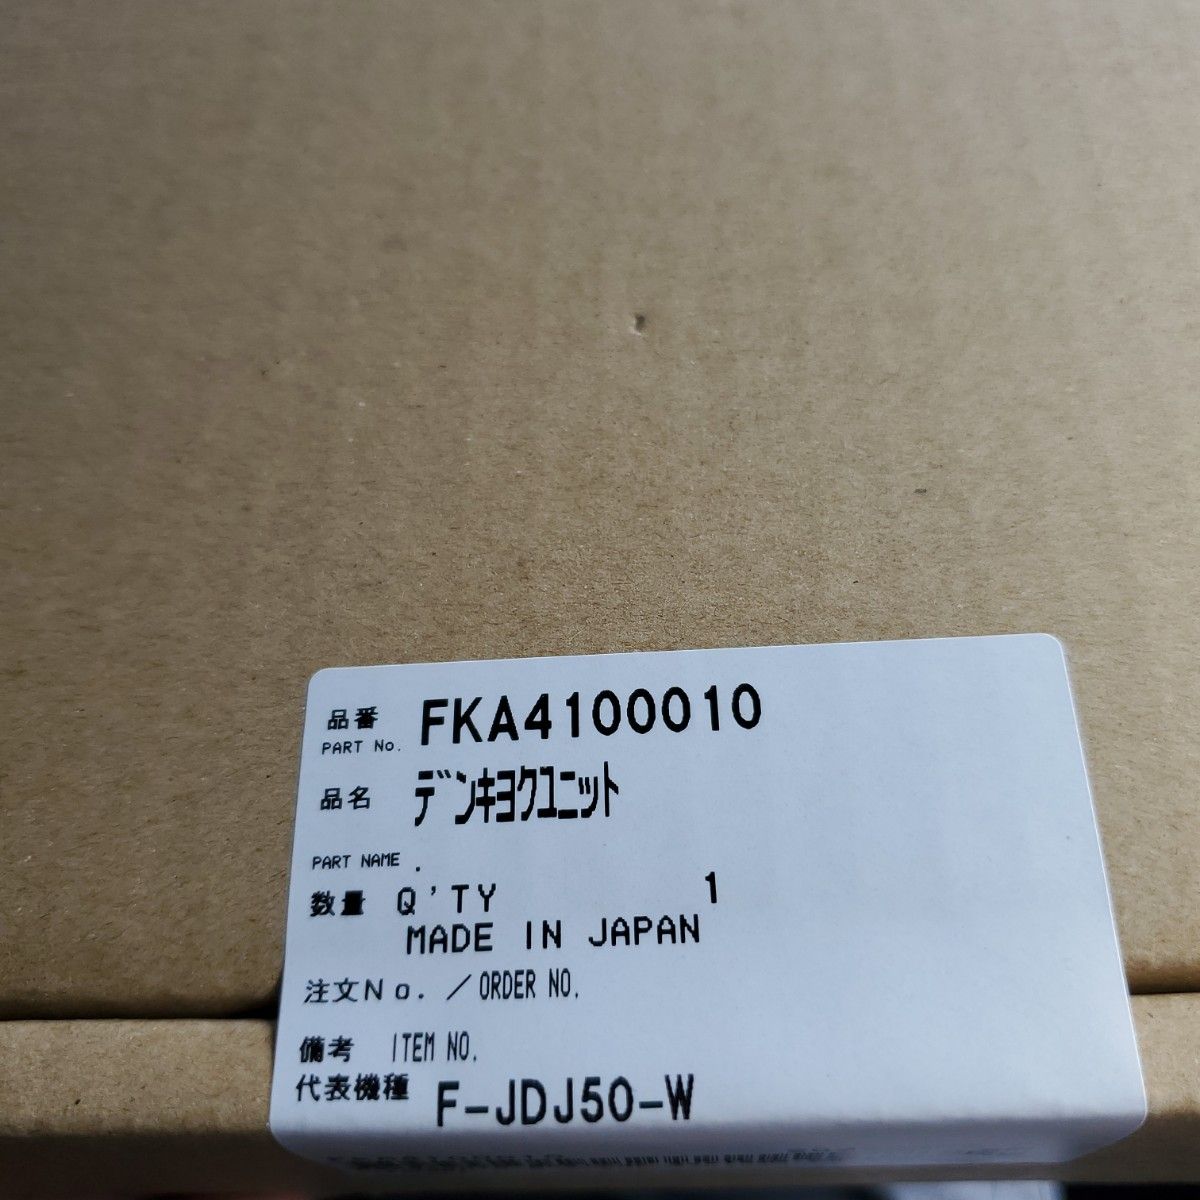 品番 FKA4100010
PART No.
品名 デンキヨクユニット
PART NAME .
数量 Q'TY 1
MADE IN JAPAN
注文No. /ORDER NO.
備考 ITEM NO.
代表機種 F-JDJ50-W